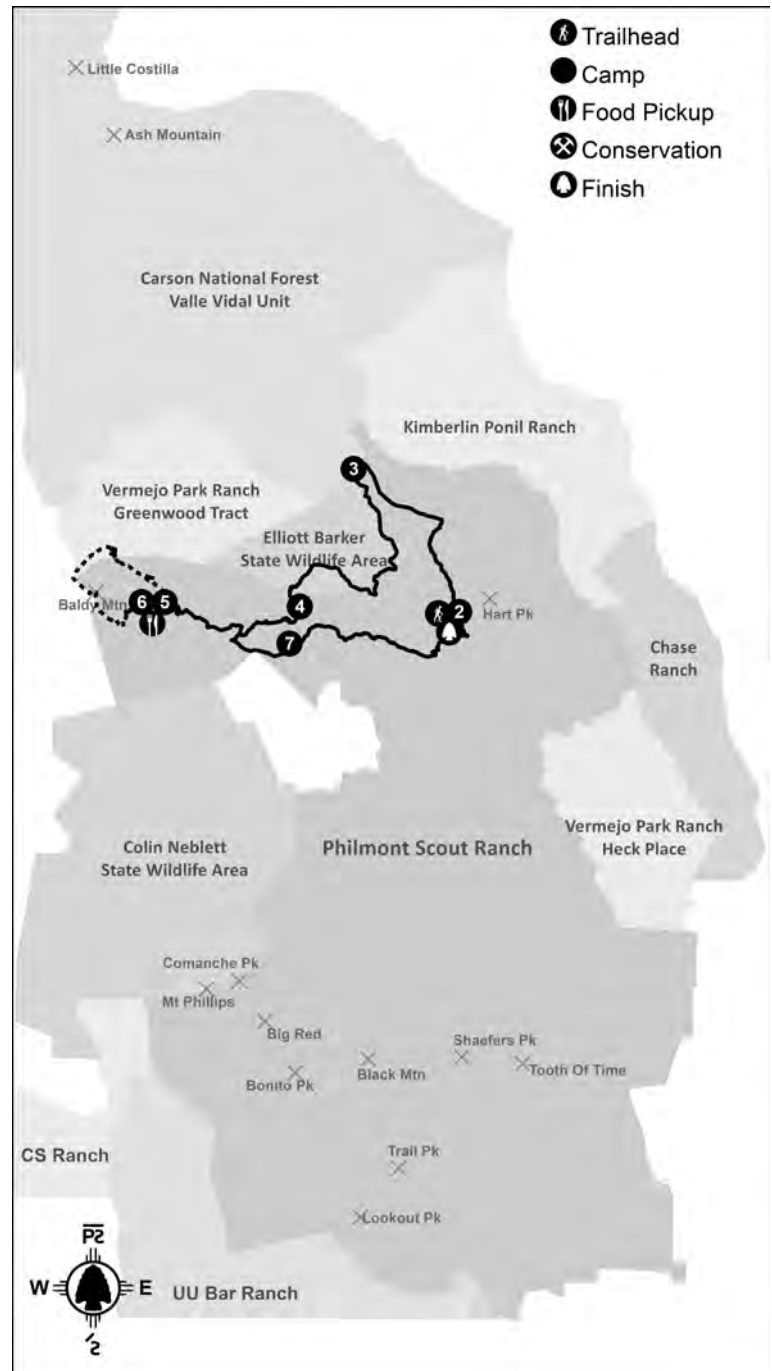 Trailhead
Camp
Food Pickup
Conservation
Finish
Little Costilla
Ash Mountain
Carson National Forest
Valle Vidal Unit
Kimberlin Ponil Ranch
3
Vermejo Park Ranch
Greenwood Tract
Elliott Barker
State Wildlife Area
Baldy Mtn
6
5
4
2
Hart Pk
7
Chase
Ranch
Colin Neblett
State Wildlife Area
Philmont Scout Ranch
Vermejo Park Ranch
Heck Place
Comanche Pk
Mt Phillips
Big Red
Bonito Pk
Black Mtn
Shaefers Pk
Tooth Of Time
Trail Pk
Lookout Pk
CS Ranch
W
E
UU Bar Ranch